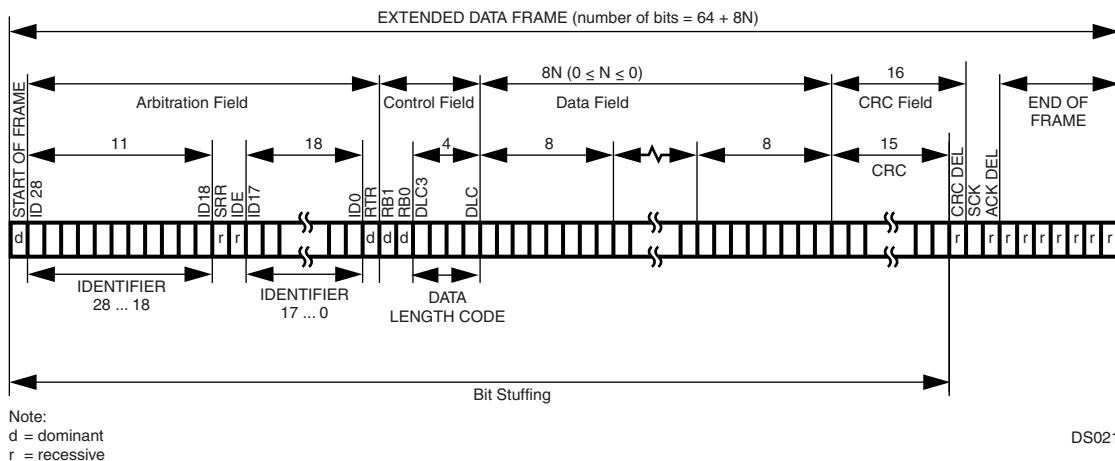 EXTENDED DATA FRAME (number of bits = 64 + 8N)
8N (0 ≤ N ≤ 0)
16
START OF FRAME
Arbitration Field
Control Field
Data Field
CRC Field
END OF
FRAME
11
18
4
8
8
15
CRC
ID 28
ID18
SRR
IDE
ID17
ID0
RTR
RB1
RB0
DLC3
DLC
CRC DEL
SCK
ACK DEL
d r r d d d r r r r r r r r r
IDENTIFIER
28 ... 18
IDENTIFIER
17 ... 0
DATA
LENGTH CODE
Bit Stuffing
Note:
d = dominant
r = recessive
DS021